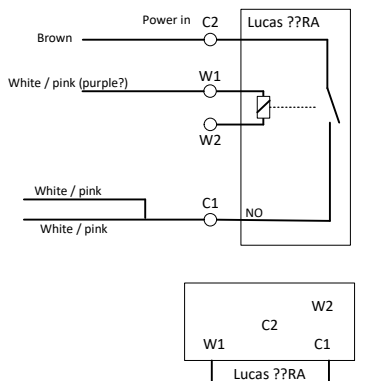 Power in C2 Lucas ??RA
Brown
W1
White / pink (purple?)
W2
White / pink
C1
NO
White / pink
W2
C2
W1 C1
Lucas ??RA